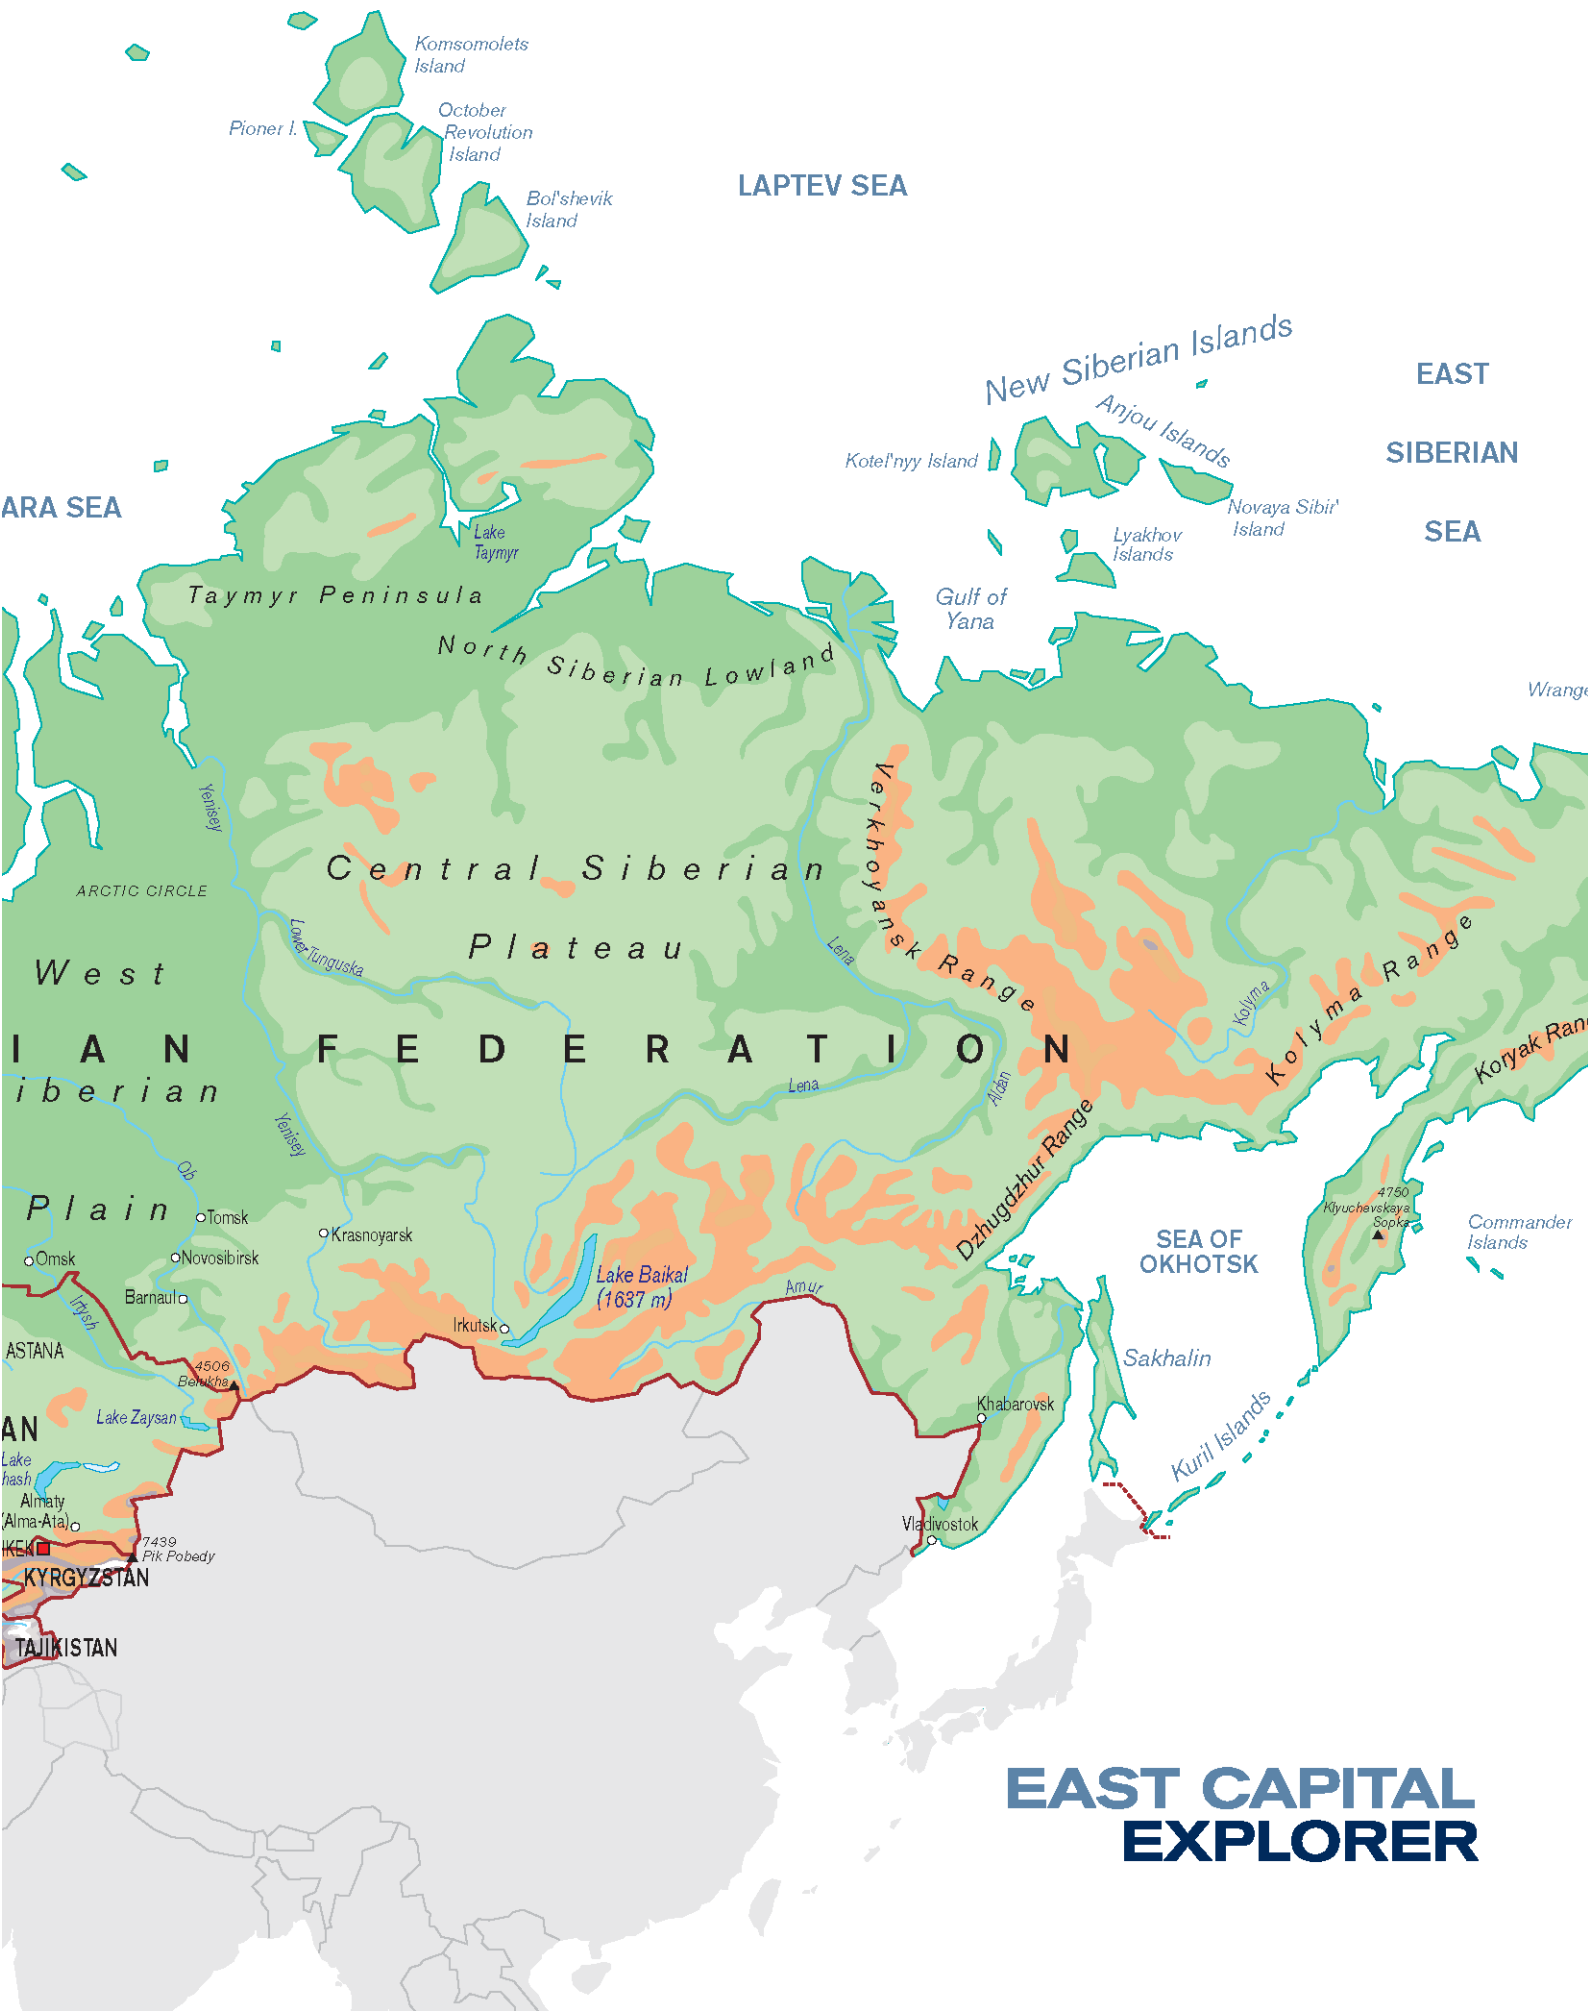 Komsomolets
Island
Pioner I.
October
Revolution
Island
Bol'shevik
Island
LAPTEV SEA
New Siberian Islands
EAST
SIBERIAN
SEA
Anjou Islands
Kotel'nyy Island
Novaya Sibir'
Island
ARA SEA
Lake
Taymyr
Lyakhov
Islands
Taymyr Peninsula
Gulf of
Yana
North Siberian Lowland
Wrange
Yenisey
Verkhoyansk Range
Central Siberian
Plateau
ARCTIC CIRCLE
Lower Tunguska
Lena
Kolyma
Kolyma Range
West
IAN FEDERATION
iberian
Plain
Koryak Ran
Lena
Aldan
Yenisey
Ob
Dzhugdzhur Range
4750
Klyuchevskaya
Sopka
Tomsk
Krasnoyarsk
Omsk
Novosibirsk
SEA OF
OKHOTSK
Commander
Islands
Barnaul
Irtysh
Lake Baikal
(1637 m)
Amur
Irkutsk
ASTANA
4506
Belukha
Sakhalin
Lake Zaysan
Khabarovsk
AN
Kuril Islands
Lake
hash
Almaty
(Alma-Ata)
Vladivostok
KEK
7439
Pik Pobedy
KYRGYZSTAN
TAJIKISTAN
EAST CAPITAL
EXPLORER